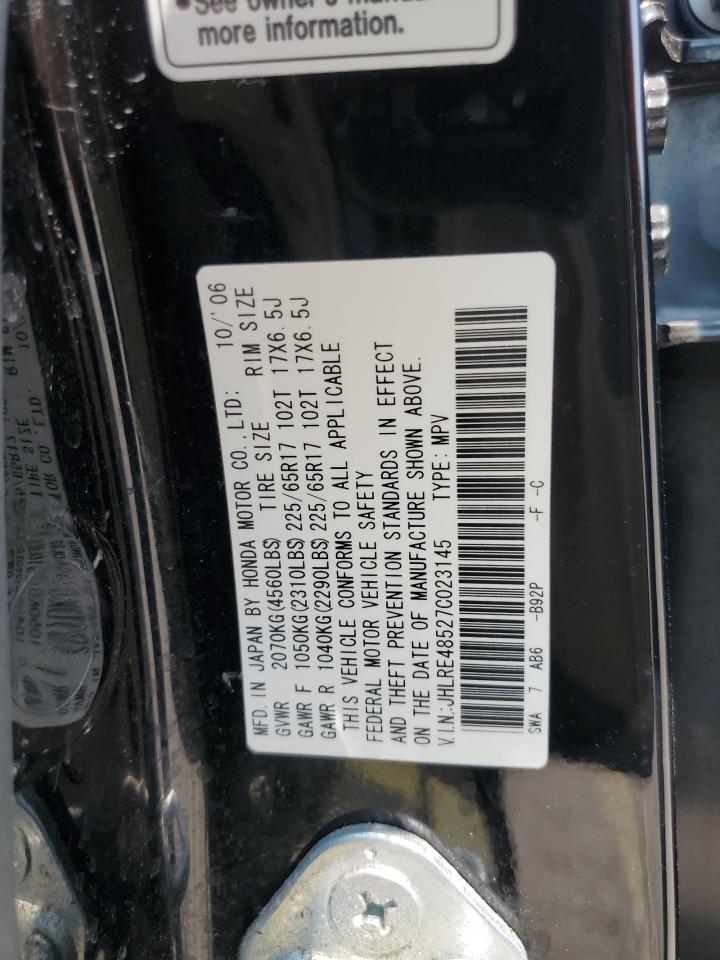 •See owner's manual
more information.
MFD. IN JAPAN BY HONDA MOTOR CO.,LTD: 10/'06
GVWR 2070KG(4560LBS) TIRE SIZE RIM SIZE
GAWR F 1050KG(2310LBS) 225/65R17 102T 17X6.5J
GAWR R 1040KG(2290LBS) 225/65R17 102T 17X6.5J
THIS VEHICLE CONFORMS TO ALL APPLICABLE
FEDERAL MOTOR VEHICLE SAFETY
AND THEFT PREVENTION STANDARDS IN EFFECT
ON THE DATE OF MANUFACTURE SHOWN ABOVE.
V.I.N.:JHLRE48527C023145 TYPE: MPV
SWA 7 AB6 -B92P -F -C